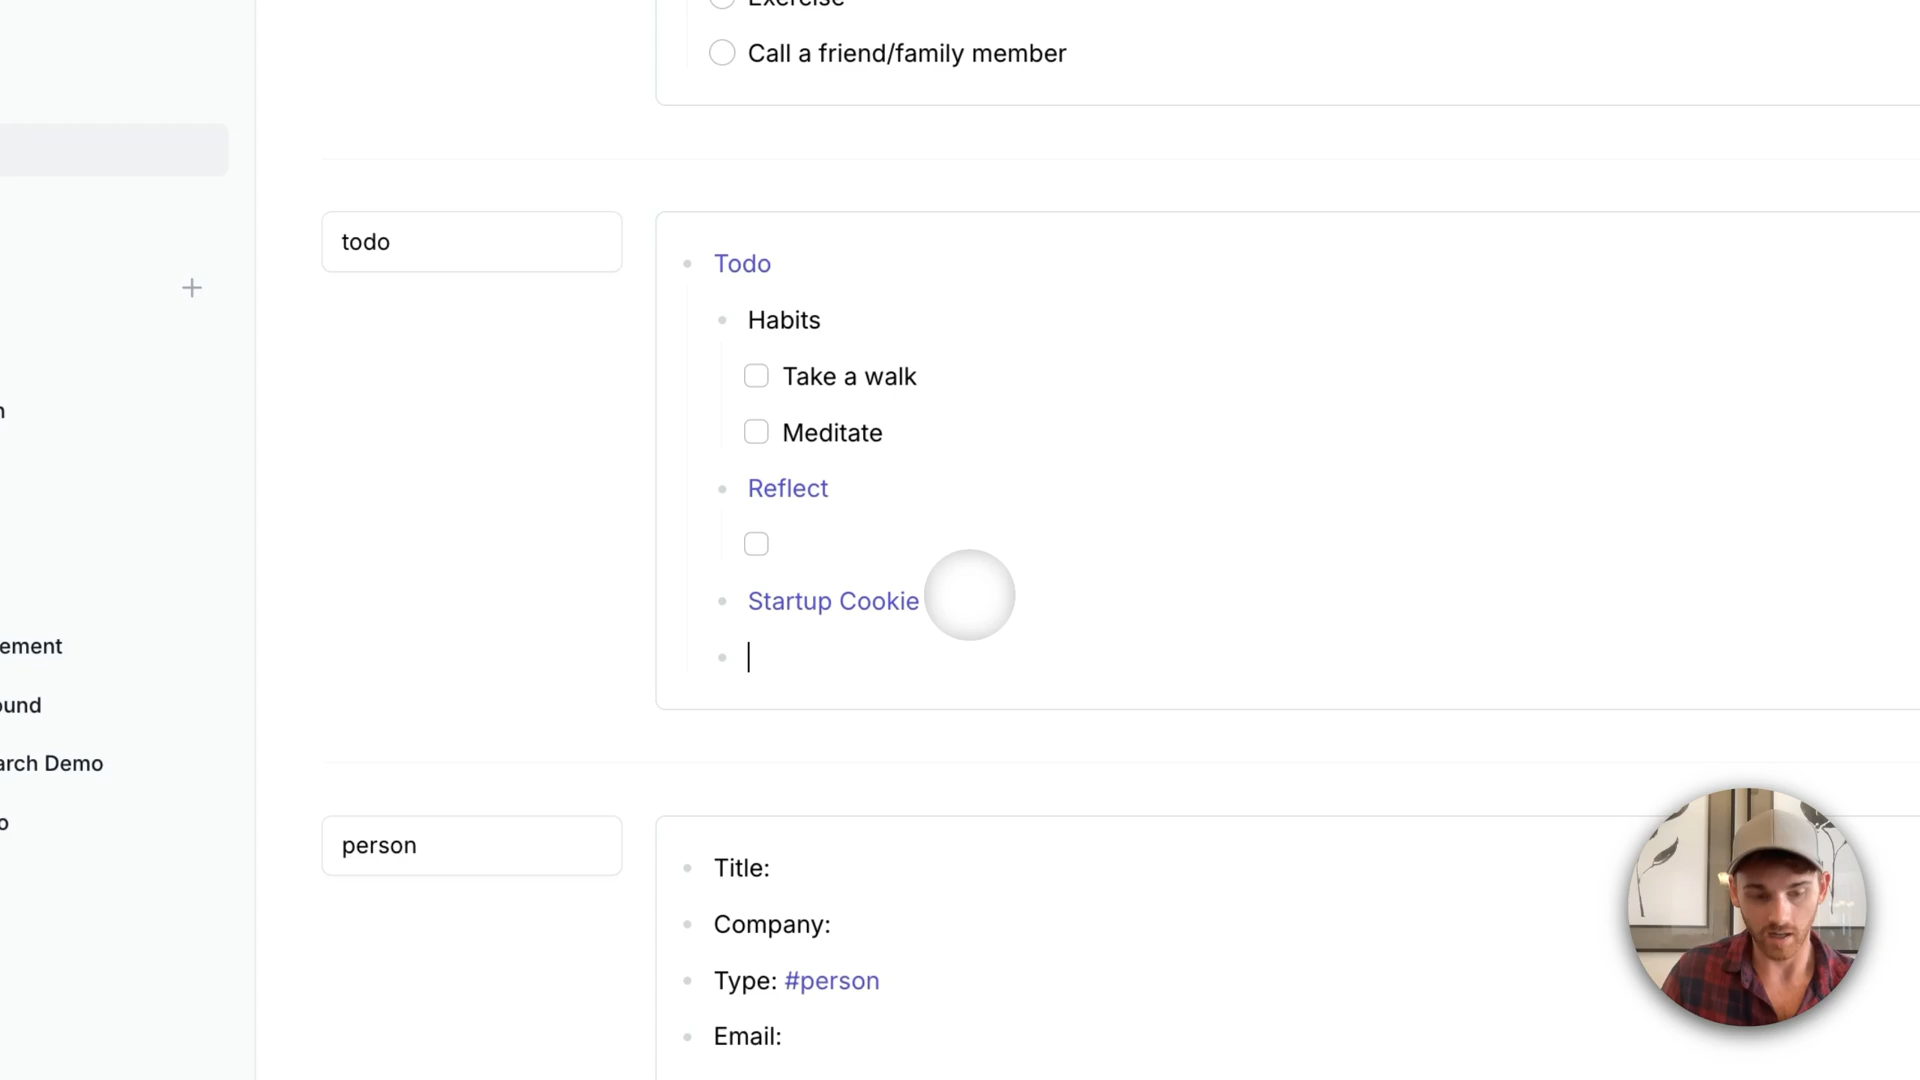 Exercise
Call a friend/family member
todo
Todo
Habits
Take a walk
Meditate
Reflect
Startup Cookie
ement
ound
arch Demo
person
Title:
Company:
Type: #person
Email: